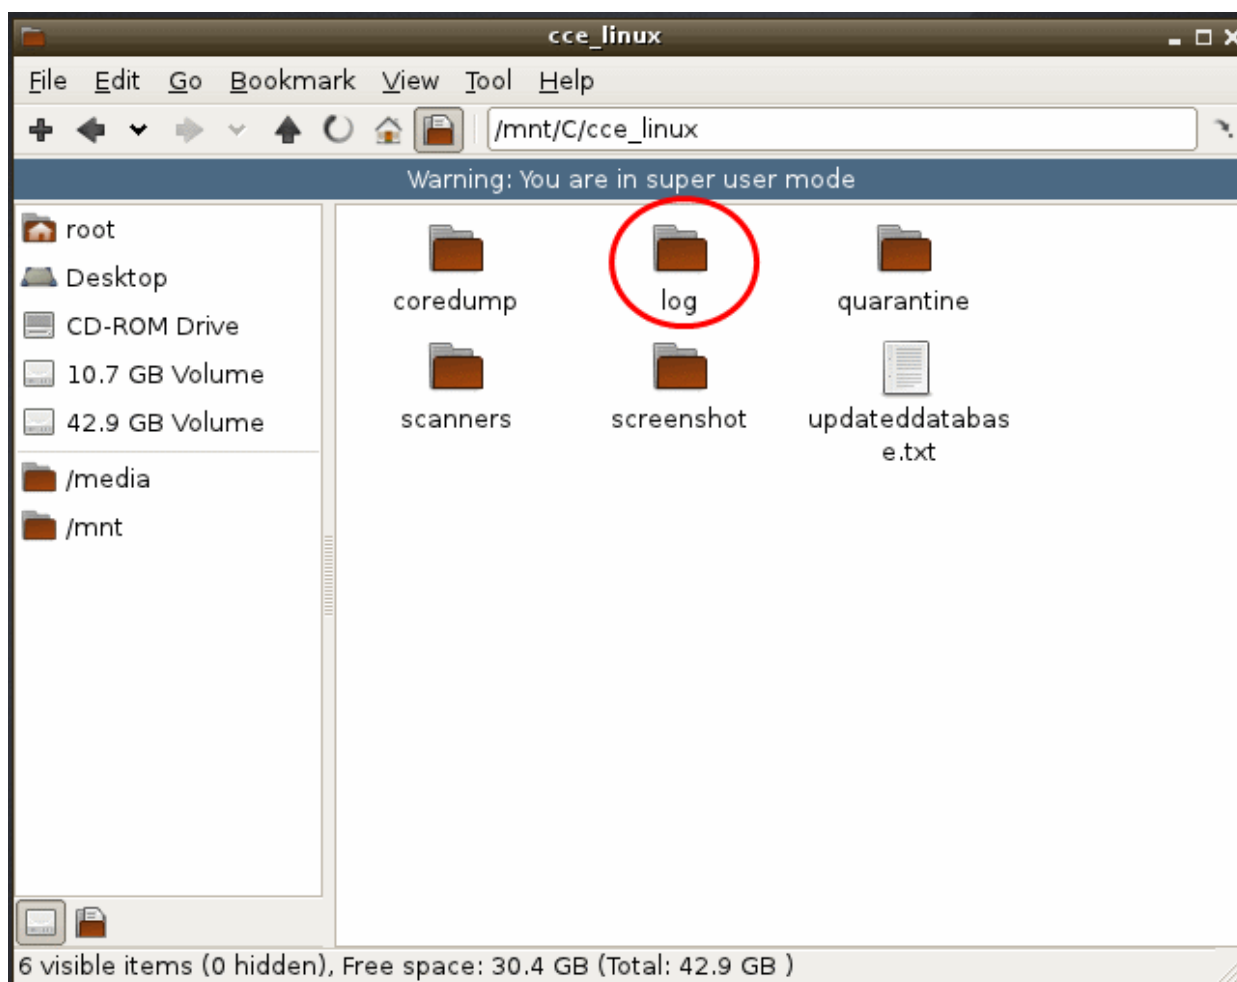 cce_linux
File Edit Go Bookmark View Tool Help
/mnt/C/cce_linux
Warning: You are in super user mode
root
Desktop
CD-ROM Drive
10.7 GB Volume
42.9 GB Volume
/media
/mnt
coredump
log
quarantine
scanners
screenshot
updateddatabas
e.txt
6 visible items (0 hidden), Free space: 30.4 GB (Total: 42.9 GB )